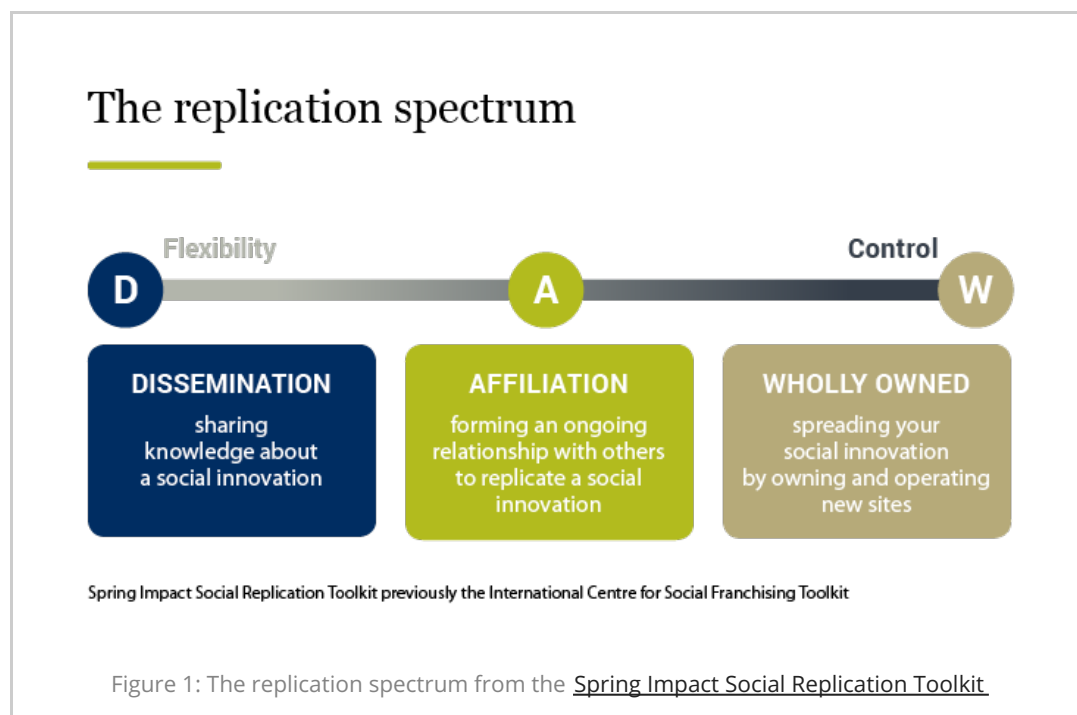 The replication spectrum
Flexibility
Control
D
A
W
DISSEMINATION
sharing
knowledge about
a social innovation
AFFILIATION
forming an ongoing
relationship with others
to replicate a social
innovation
WHOLLY OWNED
spreading your
social innovation
by owning and operating
new sites
Spring Impact Social Replication Toolkit previously the International Centre for Social Franchising Toolkit
Figure 1: The replication spectrum from the Spring Impact Social Replication Toolkit